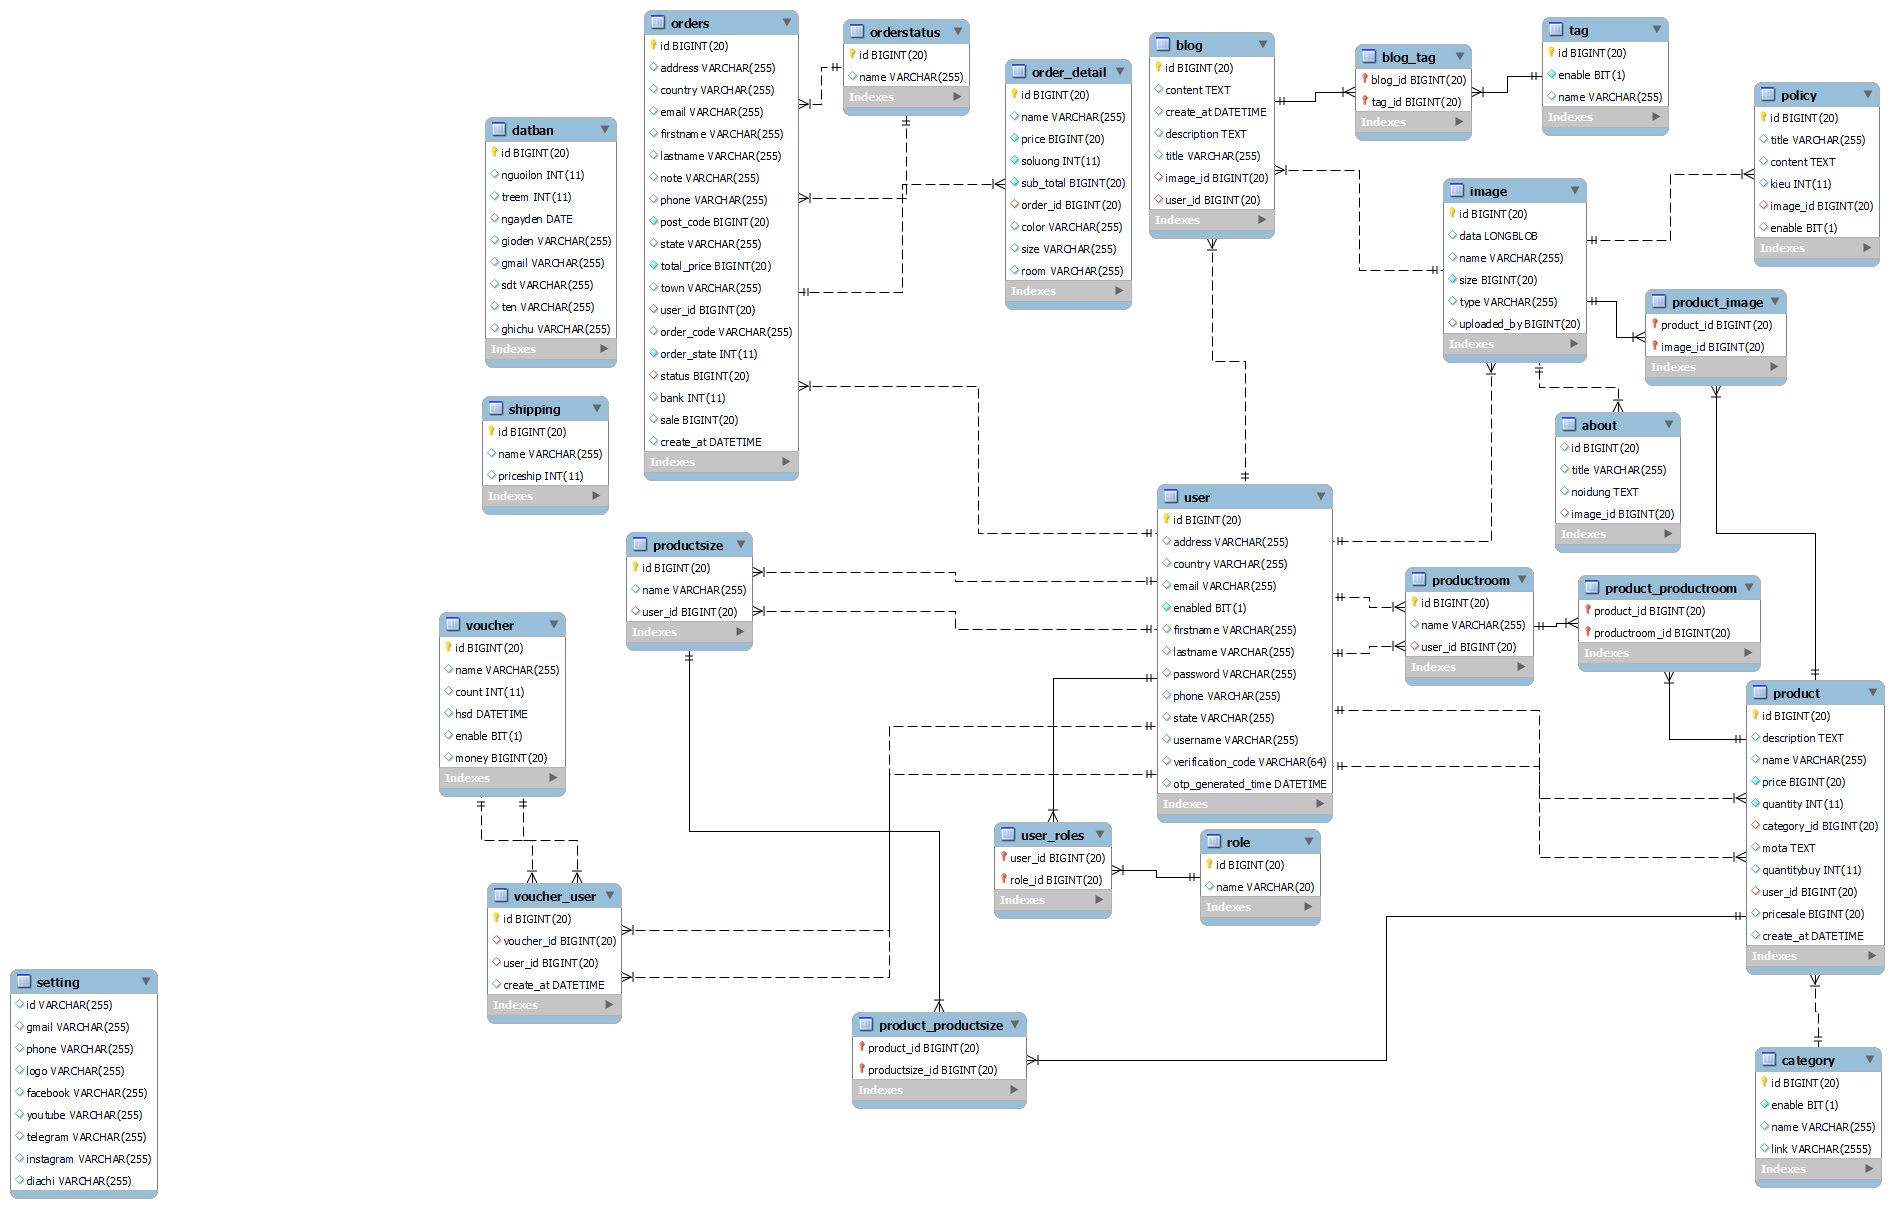 orders
id BIGINT(20)
address VARCHAR(255)
country VARCHAR(255)
email VARCHAR(255)
firstname VARCHAR(255)
lastname VARCHAR(255)
note VARCHAR(255)
phone VARCHAR(255)
post_code BIGINT(20)
state VARCHAR(255)
total_price BIGINT(20)
town VARCHAR(255)
user_id BIGINT(20)
order_code VARCHAR(255)
order_state INT(11)
status BIGINT(20)
bank INT(11)
sale BIGINT(20)
create_at DATETIME
Indexes
orderstatus
id BIGINT(20)
name VARCHAR(255)
Indexes
order_detail
id BIGINT(20)
name VARCHAR(255)
price BIGINT(20)
soluong INT(11)
sub_total BIGINT(20)
order_id BIGINT(20)
color VARCHAR(255)
size VARCHAR(255)
room VARCHAR(255)
Indexes
blog
id BIGINT(20)
content TEXT
create_at DATETIME
description TEXT
title VARCHAR(255)
image_id BIGINT(20)
user_id BIGINT(20)
Indexes
blog_tag
blog_id BIGINT(20)
tag_id BIGINT(20)
Indexes
tag
id BIGINT(20)
enable BIT(1)
name VARCHAR(255)
Indexes
policy
id BIGINT(20)
title VARCHAR(255)
content TEXT
kieu INT(11)
image_id BIGINT(20)
enable BIT(1)
Indexes
datban
id BIGINT(20)
nguoilon INT(11)
treem INT(11)
ngayden DATE
gioden VARCHAR(255)
gmail VARCHAR(255)
sdt VARCHAR(255)
ten VARCHAR(255)
ghichu VARCHAR(255)
Indexes
image
id BIGINT(20)
data LONGBLOB
name VARCHAR(255)
size BIGINT(20)
type VARCHAR(255)
uploaded_by BIGINT(20)
Indexes
product_image
product_id BIGINT(20)
image_id BIGINT(20)
Indexes
shipping
id BIGINT(20)
name VARCHAR(255)
priceship INT(11)
Indexes
about
id BIGINT(20)
title VARCHAR(255)
noidung TEXT
image_id BIGINT(20)
Indexes
user
id BIGINT(20)
address VARCHAR(255)
country VARCHAR(255)
email VARCHAR(255)
enabled BIT(1)
firstname VARCHAR(255)
lastname VARCHAR(255)
password VARCHAR(255)
phone VARCHAR(255)
state VARCHAR(255)
username VARCHAR(255)
verification_code VARCHAR(64)
otp_generated_time DATETIME
Indexes
productsize
id BIGINT(20)
name VARCHAR(255)
user_id BIGINT(20)
Indexes
productroom
id BIGINT(20)
name VARCHAR(255)
user_id BIGINT(20)
Indexes
product_productroom
product_id BIGINT(20)
productroom_id BIGINT(20)
Indexes
voucher
id BIGINT(20)
name VARCHAR(255)
count INT(11)
hsd DATETIME
enable BIT(1)
money BIGINT(20)
Indexes
product
id BIGINT(20)
description TEXT
name VARCHAR(255)
price BIGINT(20)
quantity INT(11)
category_id BIGINT(20)
mota TEXT
quantitybuy INT(11)
user_id BIGINT(20)
pricesale BIGINT(20)
create_at DATETIME
Indexes
user_roles
user_id BIGINT(20)
role_id BIGINT(20)
Indexes
role
id BIGINT(20)
name VARCHAR(20)
Indexes
voucher_user
id BIGINT(20)
voucher_id BIGINT(20)
user_id BIGINT(20)
create_at DATETIME
Indexes
setting
id VARCHAR(255)
gmail VARCHAR(255)
phone VARCHAR(255)
logo VARCHAR(255)
facebook VARCHAR(255)
youtube VARCHAR(255)
telegram VARCHAR(255)
instagram VARCHAR(255)
diachi VARCHAR(255)
product_productsize
product_id BIGINT(20)
productsize_id BIGINT(20)
Indexes
category
id BIGINT(20)
enable BIT(1)
name VARCHAR(255)
link VARCHAR(2555)
Indexes